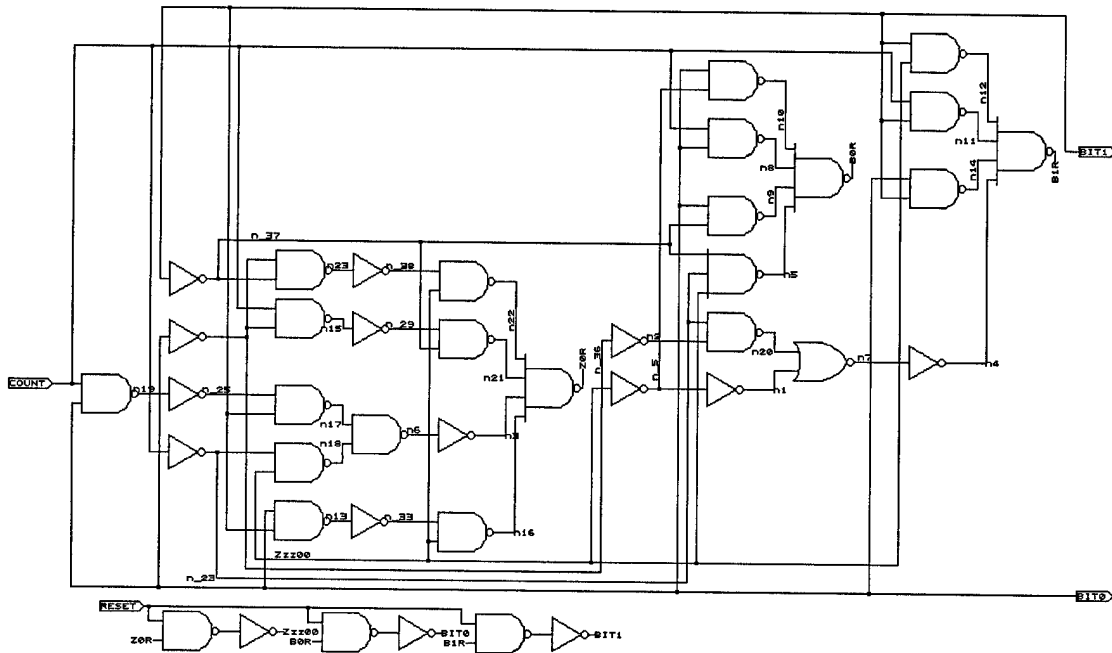 n12
n10
n11
BIT1
n8
B0R
B1R
n14
n9
n_37
n23
n_38
n5
n22
n15
n_29
n_36
n2
n_5
n20
Z0R
n7
n21
n4
COUNT
n19
n_25
n1
n17
n6
n3
n18
n13
n_33
n16
Zzz00
n_23
BIT0
RESET
Zzz00
BIT0
BIT1
Z0R
B0R
B1R